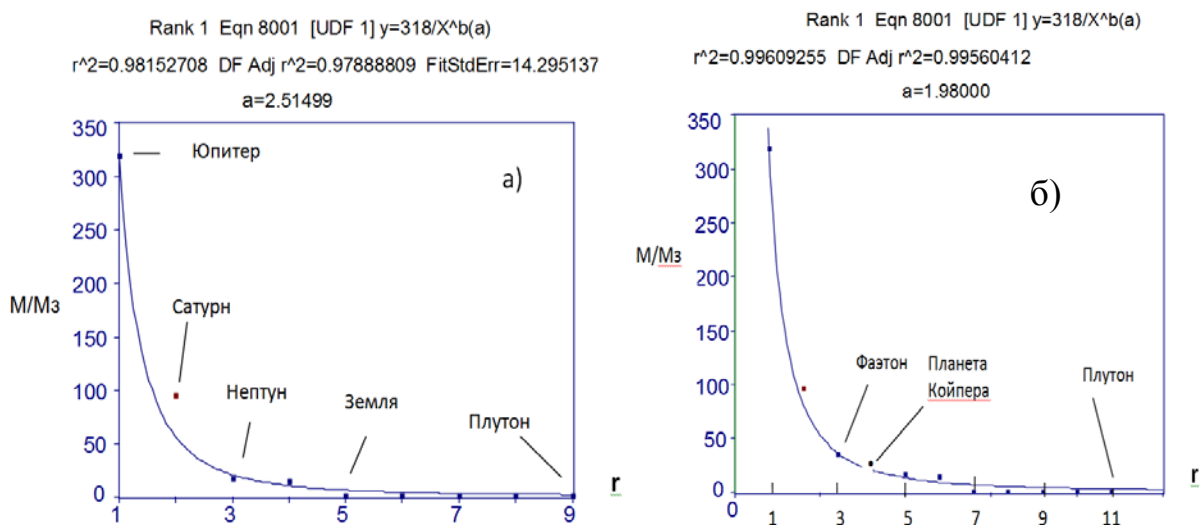 Rank 1 Eqn 8001 [UDF 1] y=318/X^b(a)
r^2=0.98152708 DF Adj r^2=0.97888809 FitStdErr=14.295137
a=2.51499
350
300
250
200
150
100
50
0
M/Mз
Юпитер
а)
Сатурн
Нептун
Земля
Плутон
r
1
3
5
7
9
Rank 1 Eqn 8001 [UDF 1] y=318/X^b(a)
r^2=0.99609255 DF Adj r^2=0.99560412
a=1.98000
350
300
250
200
150
100
50
0
M/Mз
б)
Фаэтон
Планета
Койпера
Плутон
r
0
1
3
5
7
9
11